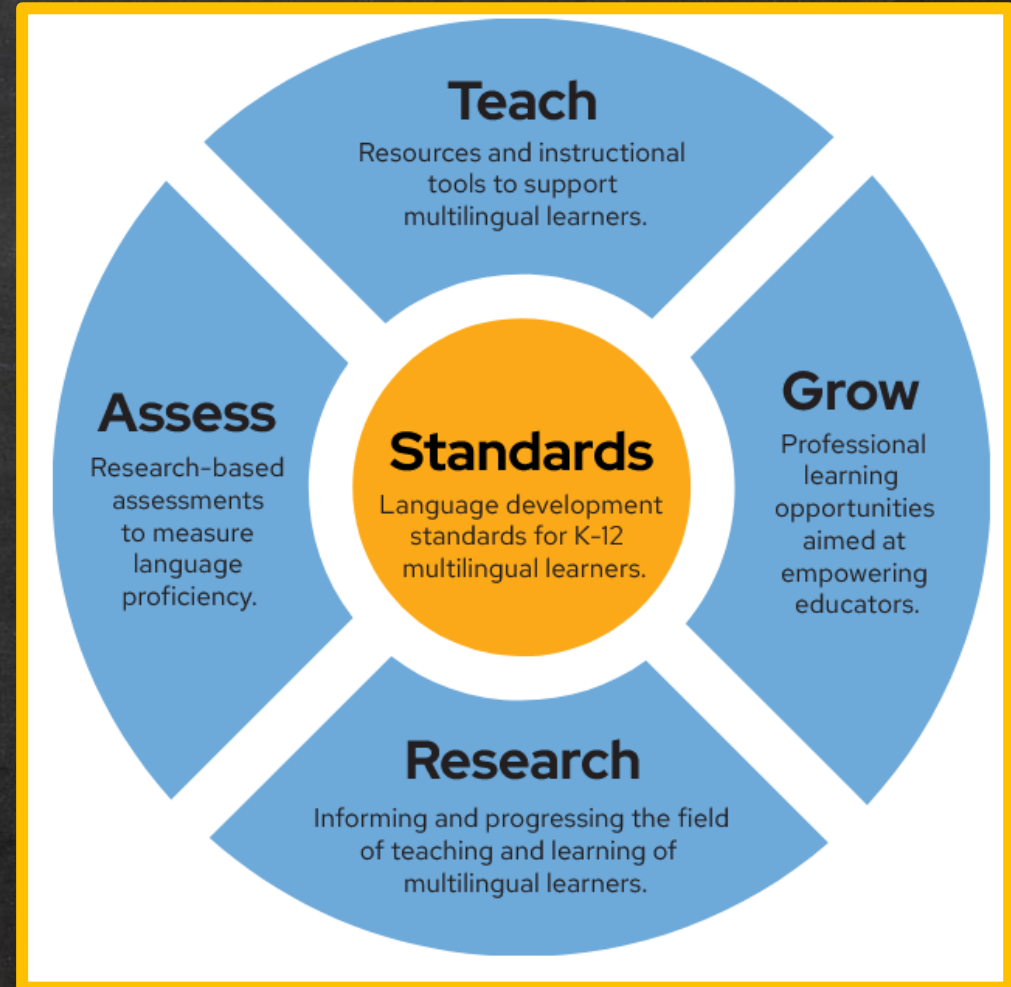 Teach
Resources and instructional
tools to support
multilingual learners.
Assess
Research-based
assessments
to measure
language
proficiency.
Standards
Language development
standards for K-12
multilingual learners.
Grow
Professional
learning
opportunities
aimed at
empowering
educators.
Research
Informing and progressing the field
of teaching and learning of
multilingual learners.